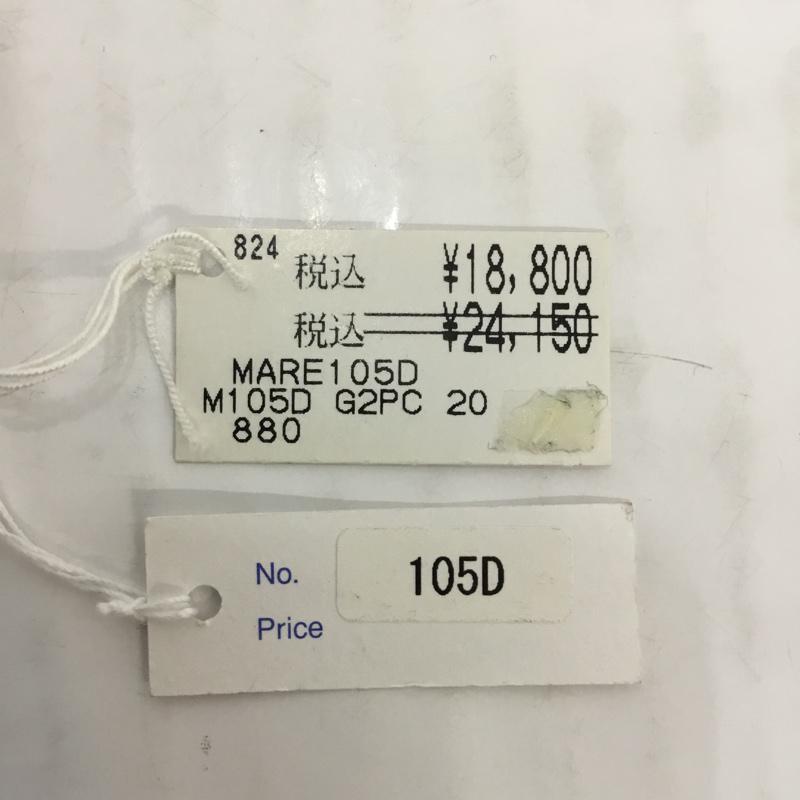 824 税込 ¥18,800
税込 ¥24,150
MARE105D
M105D G2PC 20
880
No. 105D
Price